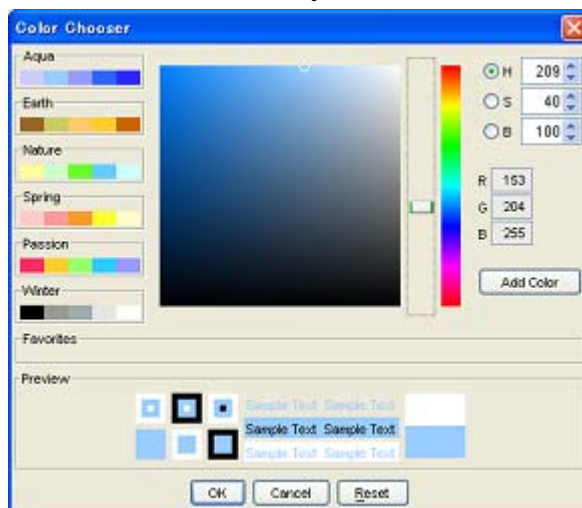 Color Chooser
Aqua
Earth
Nature
Spring
Passion
Winter
H 209
S 40
B 100
R 153
G 204
B 255
Add Color
Favorites
Preview
Sample Text Sample Text
Sample Text Sample Text
Sample Text Sample Text
OK Cancel Reset